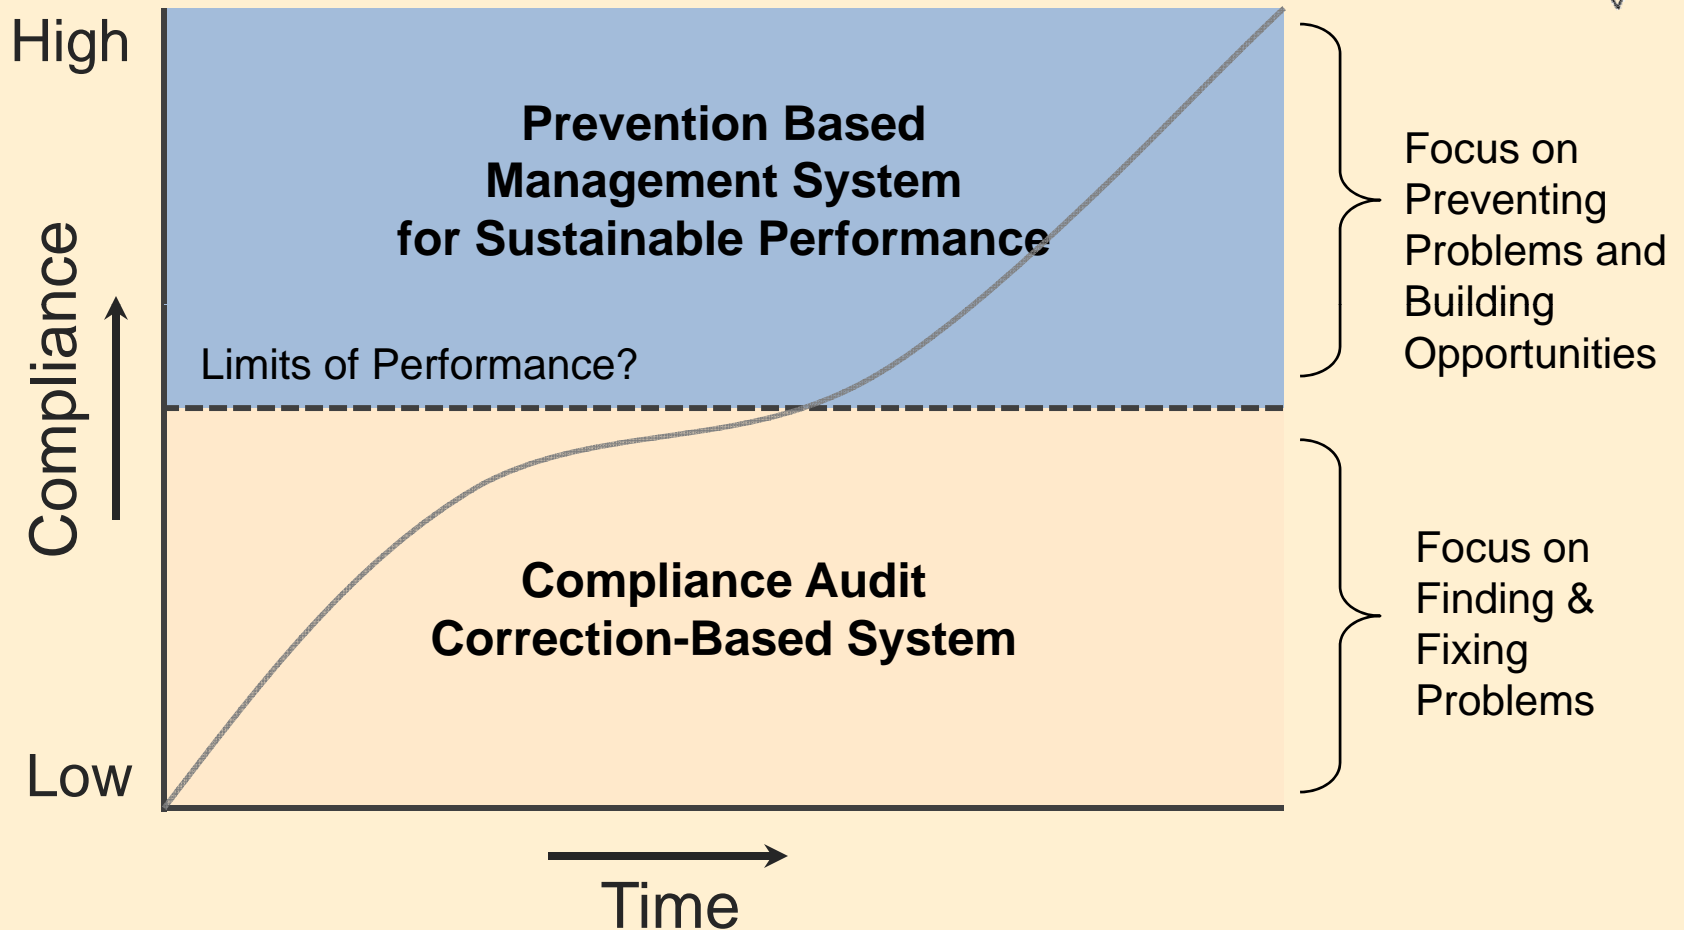 High
Prevention Based
Management System
for Sustainable Performance
Focus on
Preventing
Problems and
Building
Opportunities
Limits of Performance?
Compliance
Compliance Audit
Correction-Based System
Focus on
Finding &
Fixing
Problems
Low
Time